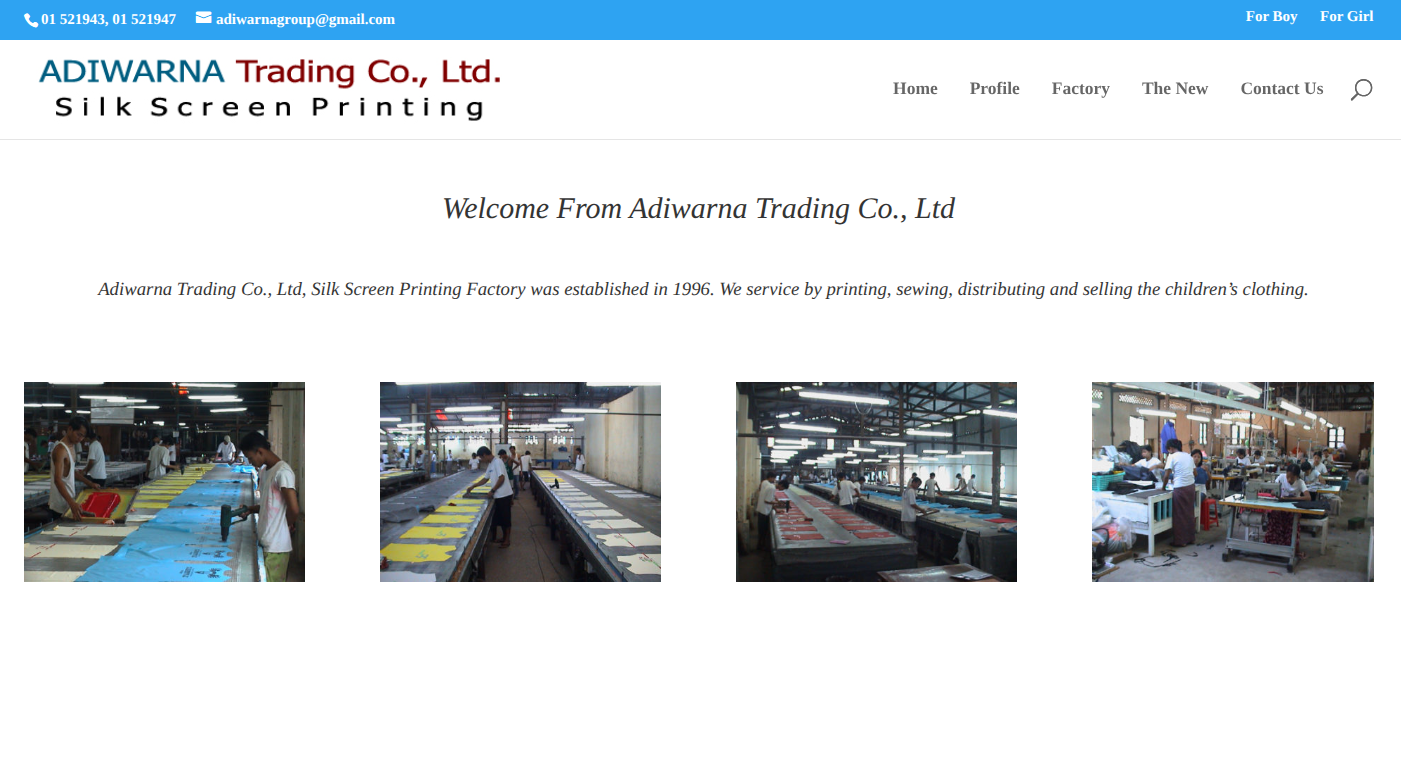 01 521943, 01 521947
adiwarnagroup@gmail.com
For Boy
For Girl
ADIWARNA Trading Co., Ltd.
Silk Screen Printing
Home
Profile
Factory
The New
Contact Us
Welcome From Adiwarna Trading Co., Ltd
Adiwarna Trading Co., Ltd, Silk Screen Printing Factory was established in 1996. We service by printing, sewing, distributing and selling the children’s clothing.